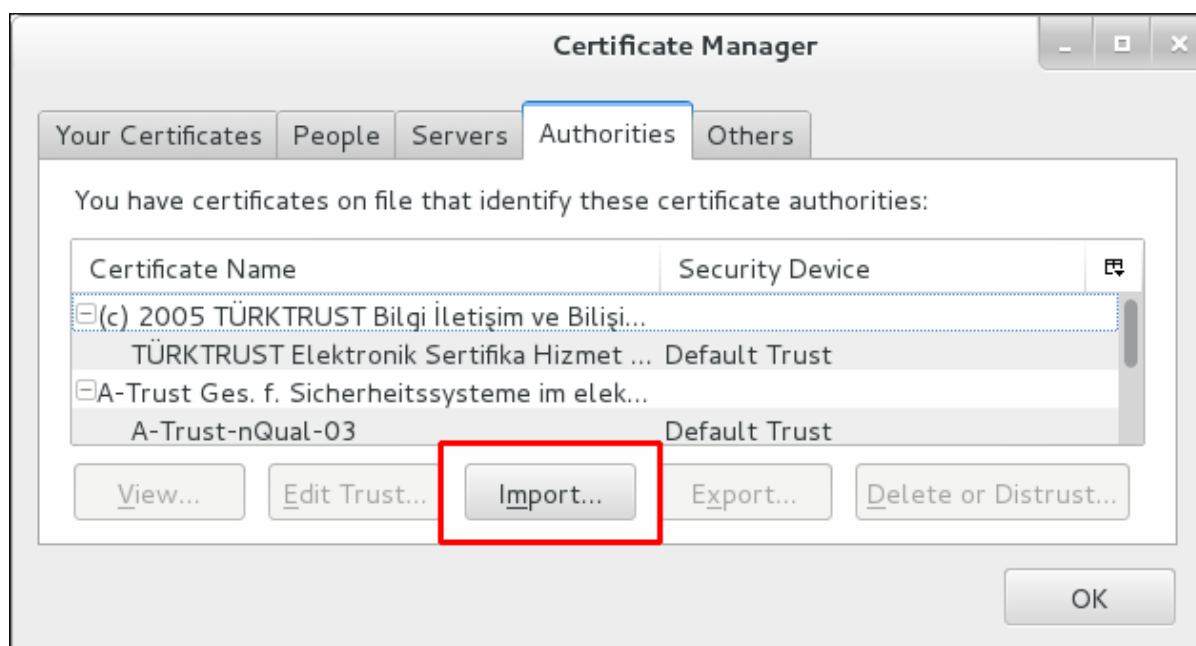 Certificate Manager
Your Certificates People Servers Authorities Others
You have certificates on file that identify these certificate authorities:
Certificate Name Security Device
(c) 2005 TÜRKTRUST Bilgi İletişim ve Bilişi...
TÜRKTRUST Elektronik Sertifika Hizmet ... Default Trust
A-Trust Ges. f. Sicherheitssysteme im elek...
A-Trust-nQual-03 Default Trust
View... Edit Trust... Import... Export... Delete or Distrust...
OK